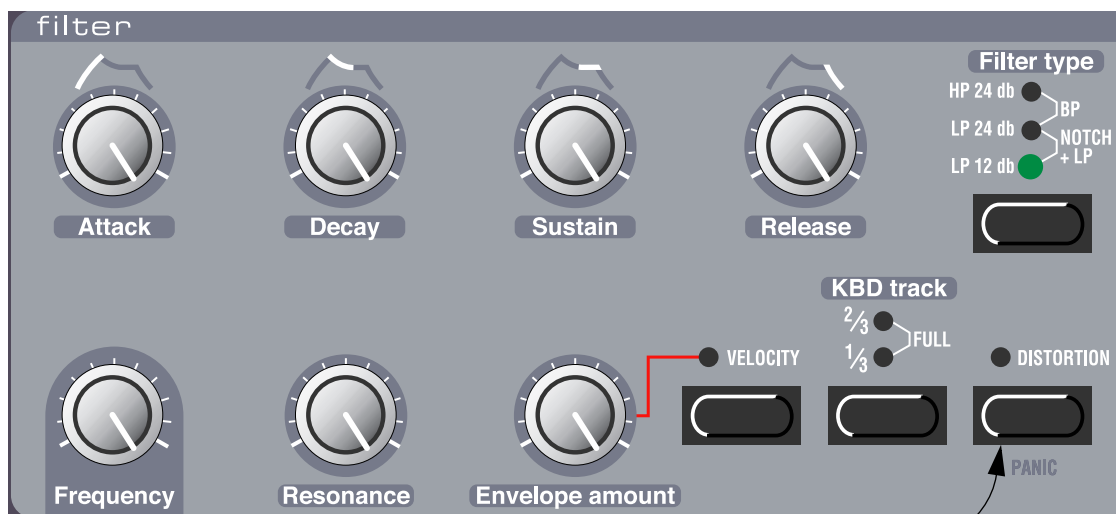 filter
Filter type
HP 24 db
BP
LP 24 db
NOTCH
+ LP
LP 12 db
Attack
Decay
Sustain
Release
KBD track
2/3
FULL
1/3
VELOCITY
DISTORTION
PANIC
Frequency
Resonance
Envelope amount